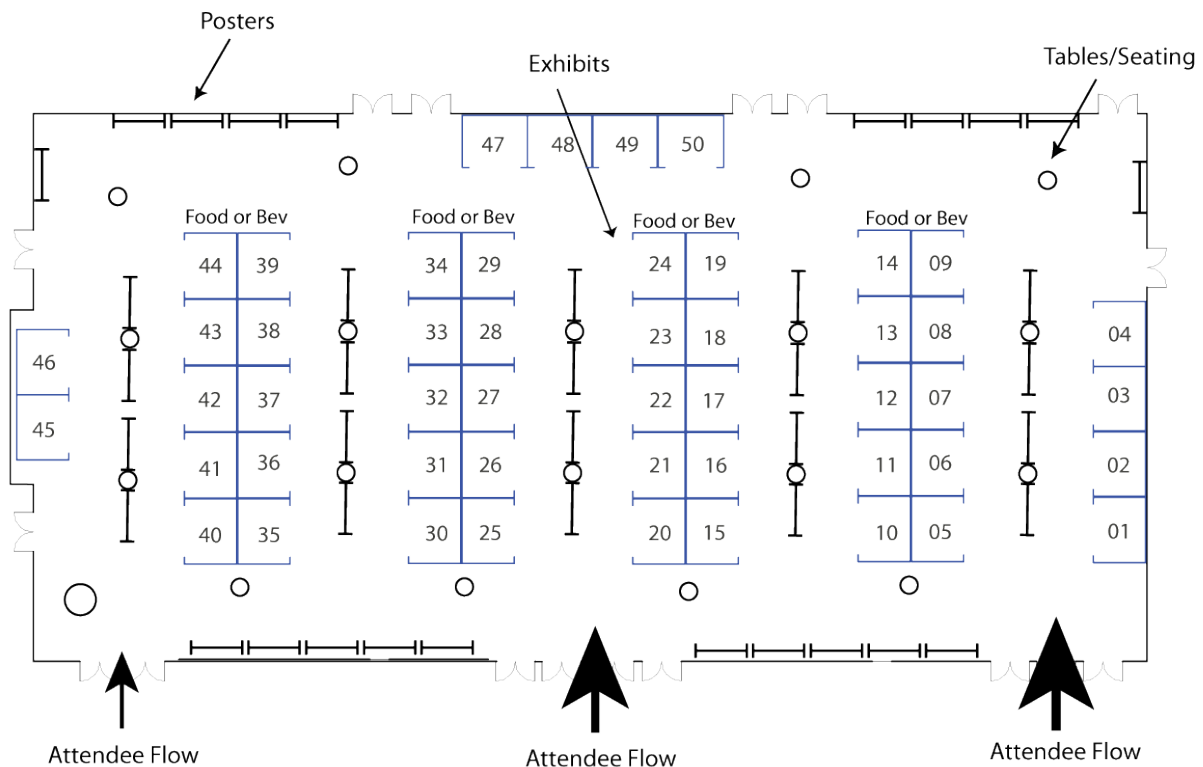 Posters
Exhibits
Tables/Seating
47 48 49 50
Food or Bev Food or Bev Food or Bev Food or Bev
44 39 34 29 24 19 14 09
43 38 33 28 23 18 13 08 04
46
42 37 32 27 22 17 12 07 03
45
41 36 31 26 21 16 11 06 02
40 35 30 25 20 15 10 05 01
Attendee Flow Attendee Flow Attendee Flow